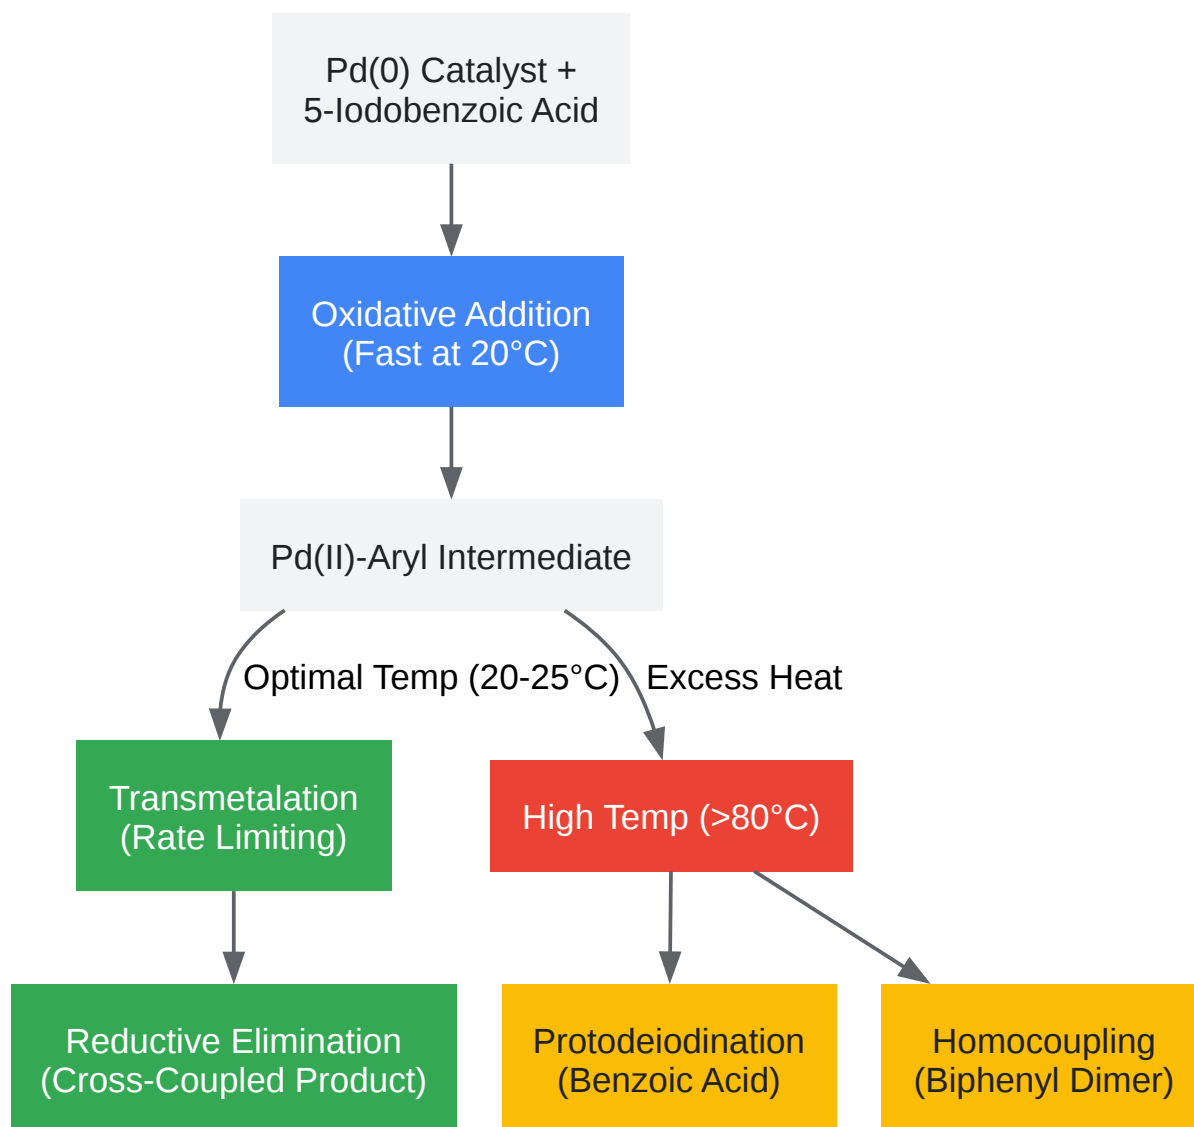 Pd(0) Catalyst +
5-Iodobenzoic Acid
Oxidative Addition
(Fast at 20°C)
Pd(II)-Aryl Intermediate
Optimal Temp (20-25°C)
Excess Heat
Transmetalation
(Rate Limiting)
High Temp (>80°C)
Reductive Elimination
(Cross-Coupled Product)
Protodeiodination
(Benzoic Acid)
Homocoupling
(Biphenyl Dimer)